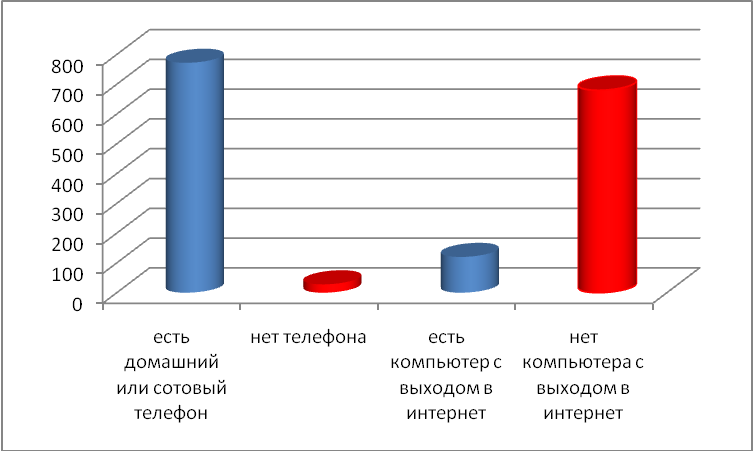 800
700
600
500
400
300
200
100
0
есть
домашний
или сотовый
телефон
нет телефона
есть
компьютер с
выходом в
интернет
нет
компьютера с
выходом в
интернет